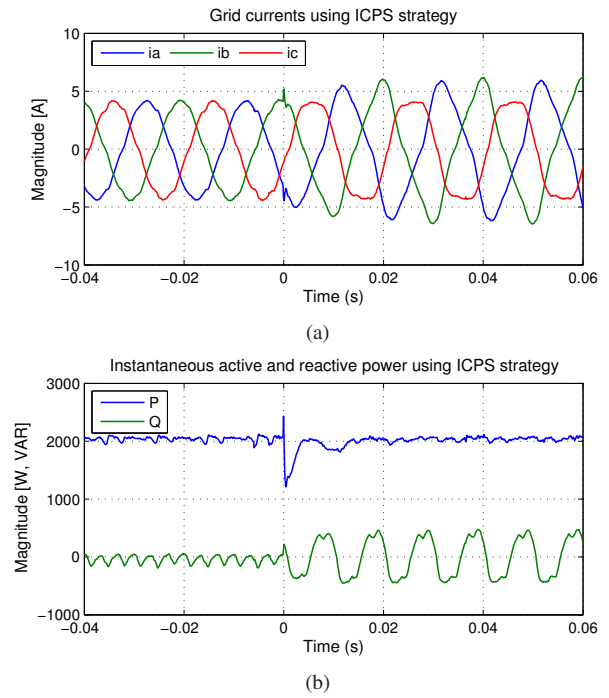 Grid currents using ICPS strategy
ia ib ic
Magnitude [A]
10
5
0
−5
−10
−0.04 −0.02 0 0.02 0.04 0.06
Time (s)
(a)
Instantaneous active and reactive power using ICPS strategy
P
Q
Magnitude [W, VAR]
3000
2000
1000
0
−1000
−0.04 −0.02 0 0.02 0.04 0.06
Time (s)
(b)